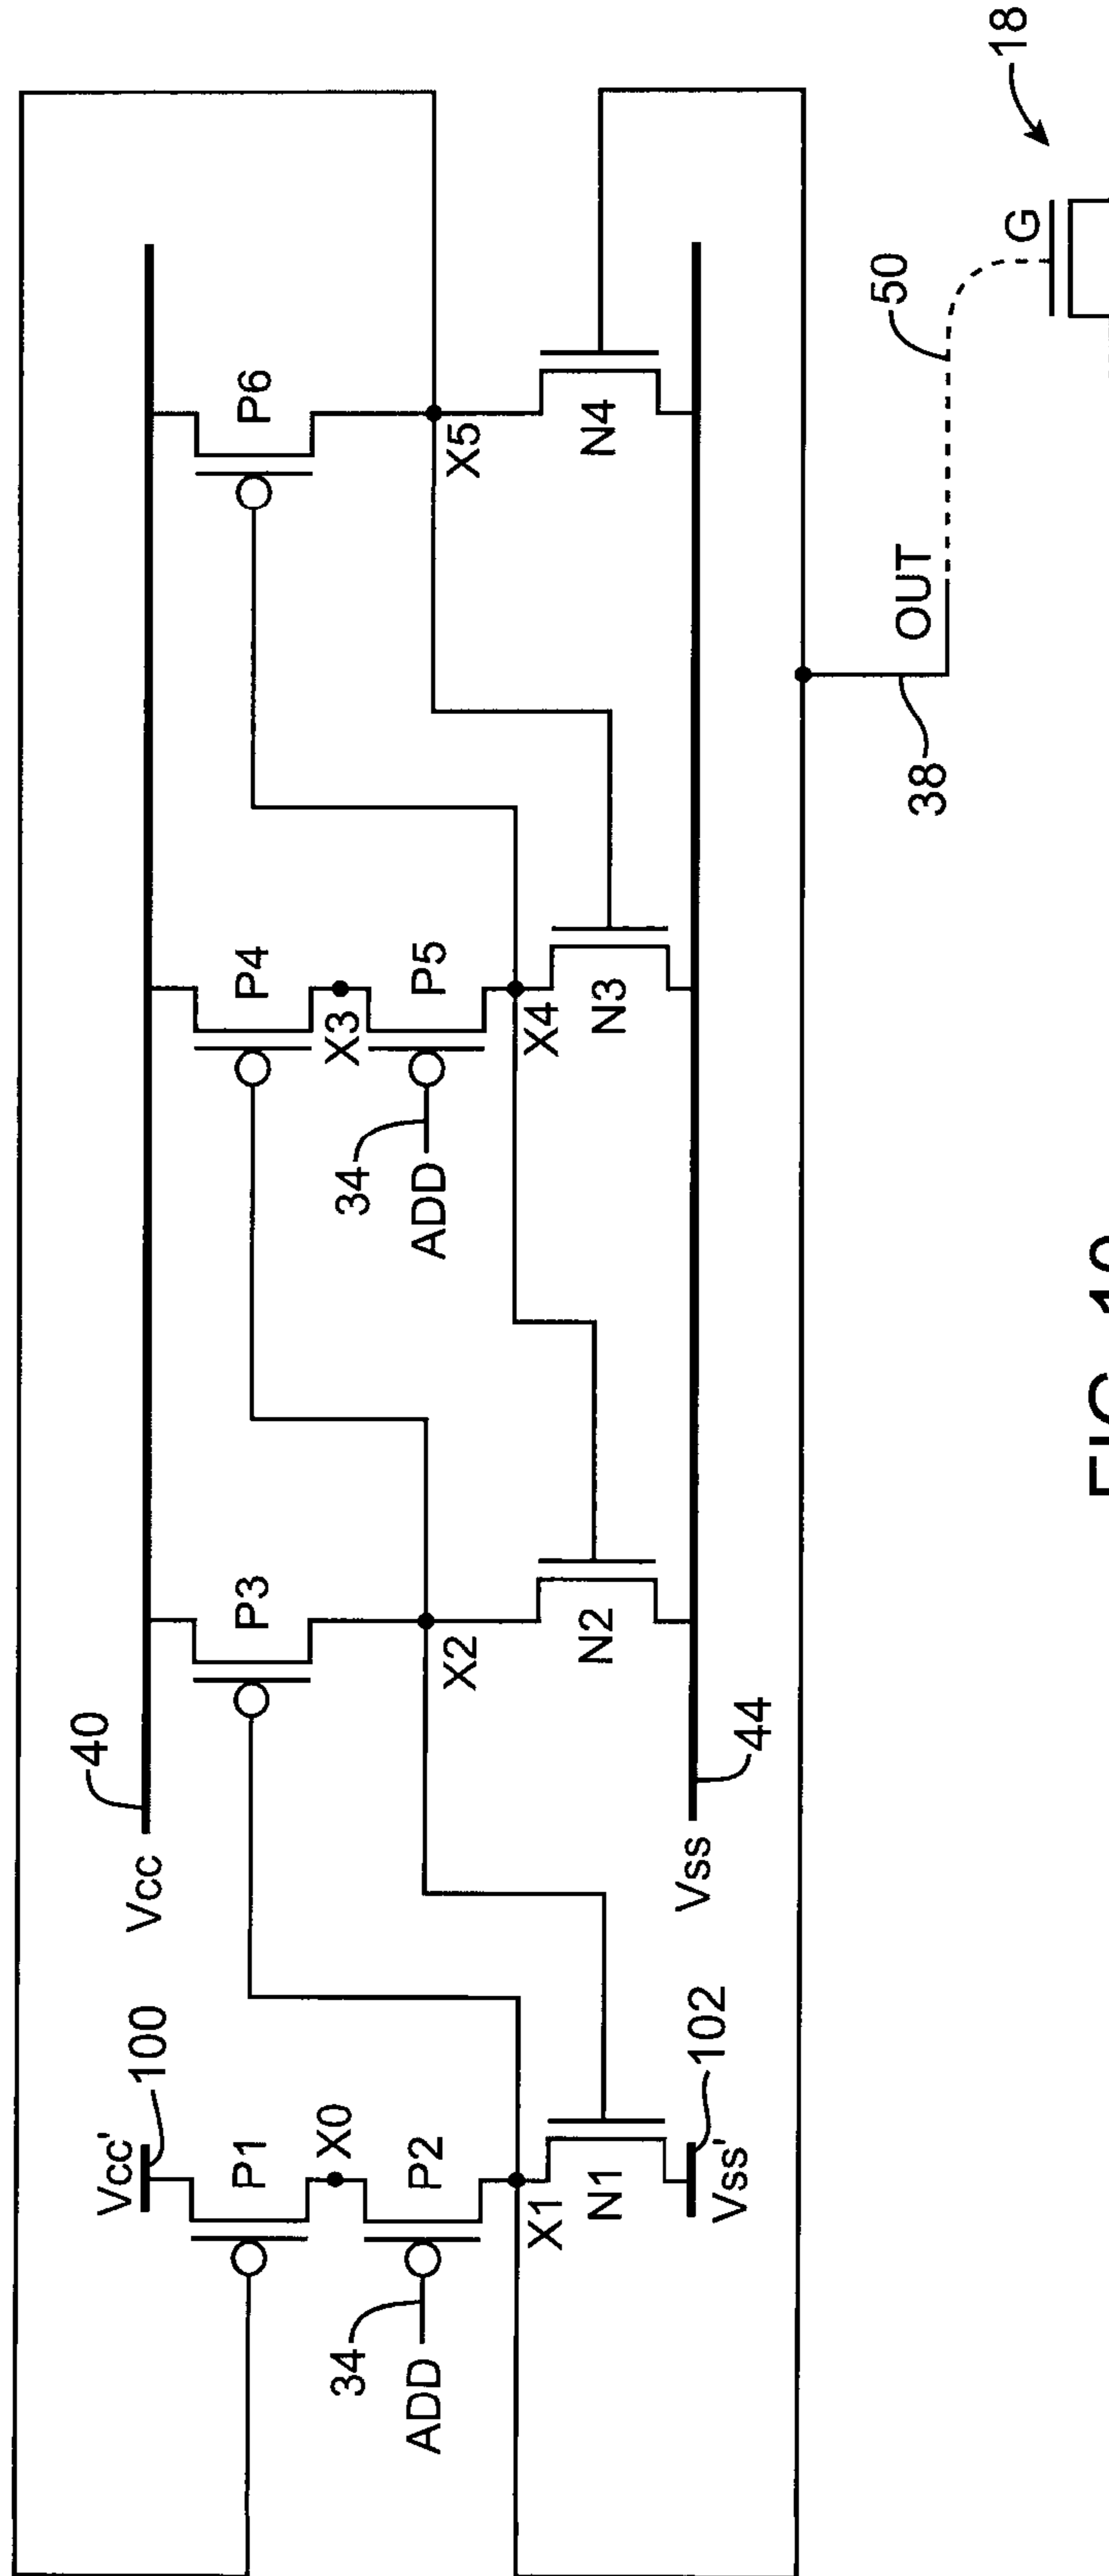 Vcc'
100
Vcc
40
P1
X0
P2
34
ADD
X1
N1
Vss'
102
P3
X2
N2
Vss
44
P4
X3
P5
34
ADD
X4
N3
P6
X5
N4
38
OUT
50
G
18